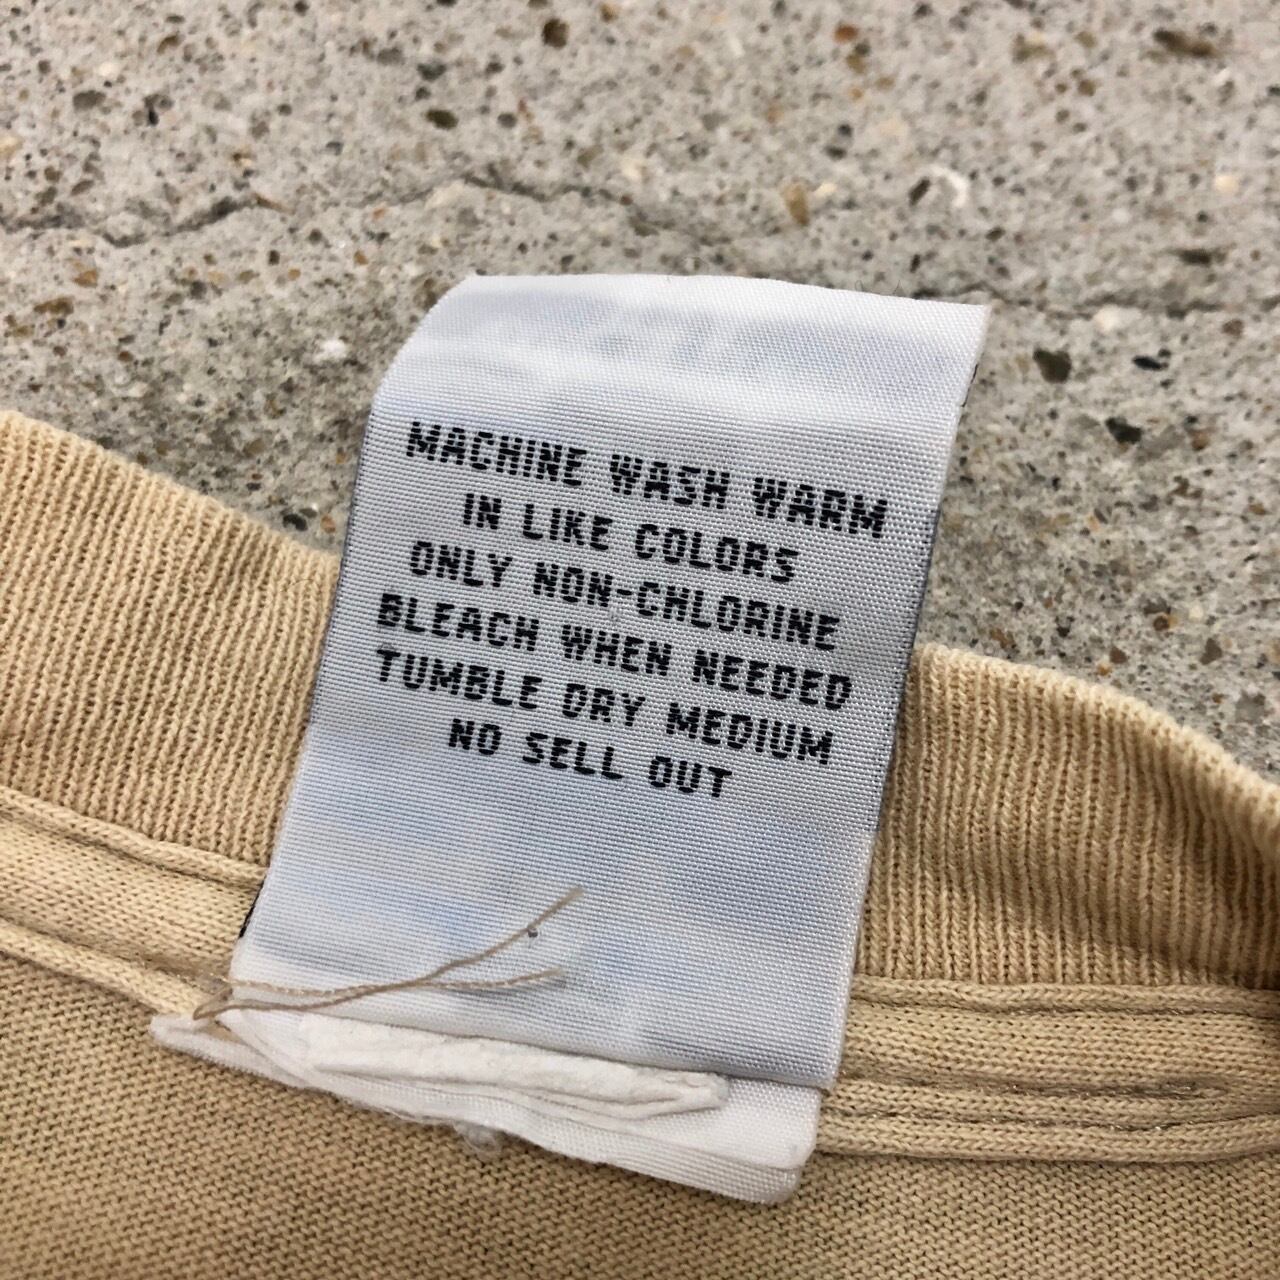 MACHINE WASH WARM
IN LIKE COLORS
ONLY NON-CHLORINE
BLEACH WHEN NEEDED
TUMBLE DRY MEDIUM
NO SELL OUT